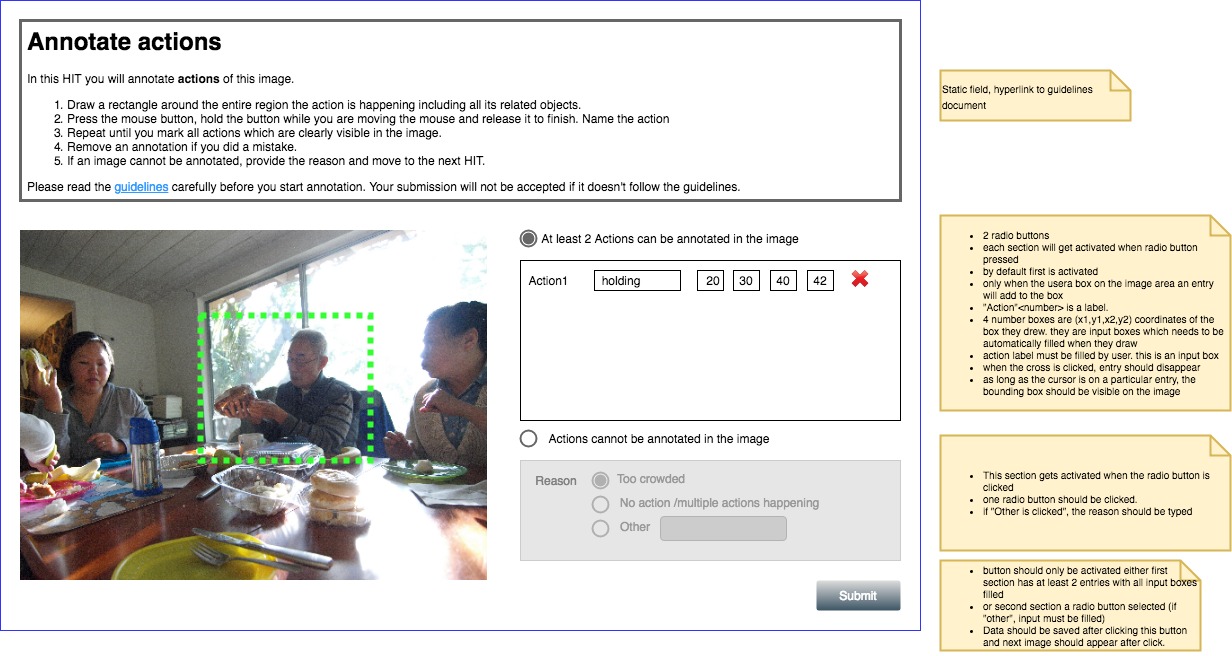 Annotate actions
In this HIT you will annotate actions of this image.
1. Draw a rectangle around the entire region the action is happening including all its related objects.
2. Press the mouse button, hold the button while you are moving the mouse and release it to finish. Name the action
3. Repeat until you mark all actions which are clearly visible in the image.
4. Remove an annotation if you did a mistake.
5. If an image cannot be annotated, provide the reason and move to the next HIT.
Please read the guidelines carefully before you start annotation. Your submission will not be accepted if it doesn't follow the guidelines.
At least 2 Actions can be annotated in the image
Action1 holding 20 30 40 42
Actions cannot be annotated in the image
Reason Too crowded
No action /multiple actions happening
Other
Submit
Static field, hyperlink to guidelines
document
• 2 radio buttons
• each section will get activated when radio button
pressed
• by default first is activated
• only when the usera box on the image area an entry
will add to the box
• "Action"<number> is a label.
• 4 number boxes are (x1,y1,x2,y2) coordinates of the
box they drew. they are input boxes which needs to be
automatically filled when they draw
• action label must be filled by user. this is an input box
• when the cross is clicked, entry should disappear
• as long as the cursor is on a particular entry, the
bounding box should be visible on the image
• This section gets activated when the radio button is
clicked
• one radio button should be clicked.
• if "Other is clicked", the reason should be typed
• button should only be activated either first
section has at least 2 entries with all input boxes
filled
• or second section a radio button selected (if
"other", input must be filled)
• Data should be saved after clicking this button
and next image should appear after click.